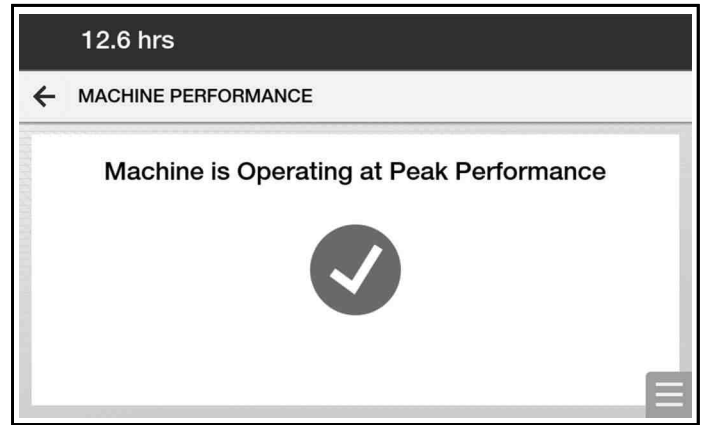 12.6 hrs
MACHINE PERFORMANCE
Machine is Operating at Peak Performance